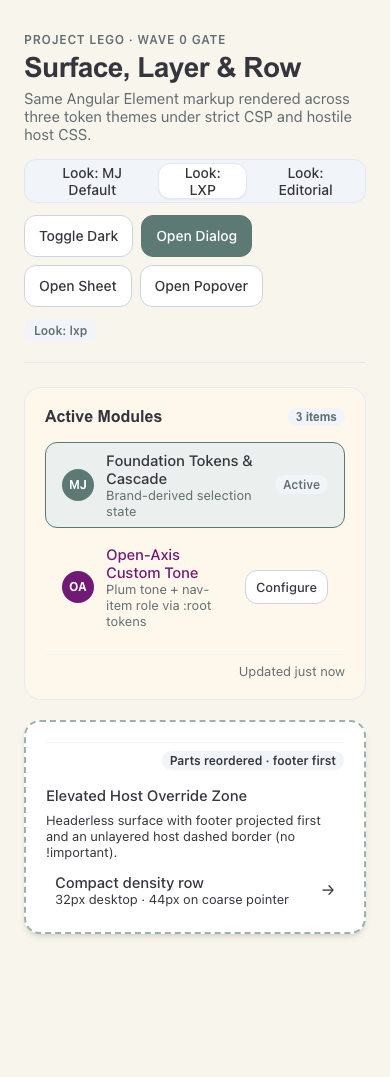 PROJECT LEGO · WAVE 0 GATE
Surface, Layer & Row
Same Angular Element markup rendered across
three token themes under strict CSP and hostile
host CSS.
Look: MJ
Default
Look:
LXP
Look:
Editorial
Toggle Dark
Open Dialog
Open Sheet
Open Popover
Look: lxp
Active Modules
3 items
MJ
Foundation Tokens &
Cascade
Brand-derived selection
state
Active
OA
Open-Axis
Custom Tone
Plum tone + nav-
item role via :root
tokens
Configure
Updated just now
Parts reordered · footer first
Elevated Host Override Zone
Headerless surface with footer projected first
and an unlayered host dashed border (no
!important).
Compact density row
32px desktop · 44px on coarse pointer
→